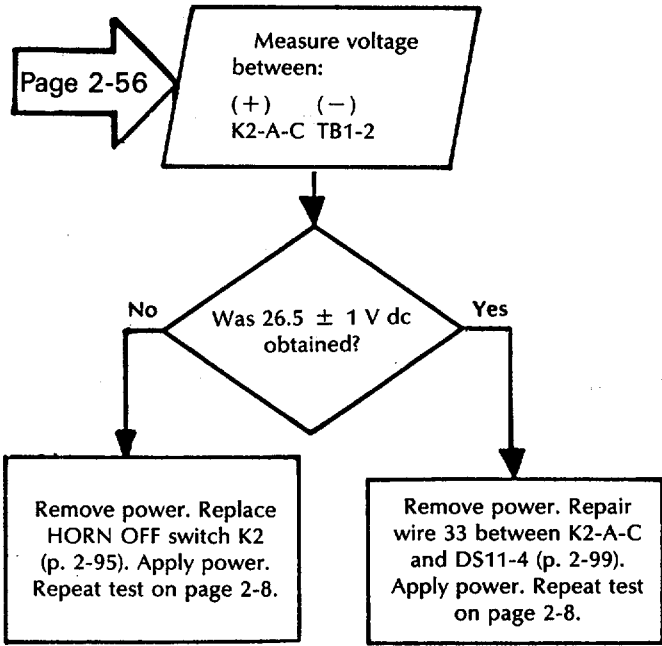 Page 2-56
Measure voltage
between:
(+) (−)
K2-A-C TB1-2
Was 26.5 ± 1 V dc
obtained?
No
Yes
Remove power. Replace
HORN OFF switch K2
(p. 2-95). Apply power.
Repeat test on page 2-8.
Remove power. Repair
wire 33 between K2-A-C
and DS11-4 (p. 2-99).
Apply power. Repeat test
on page 2-8.